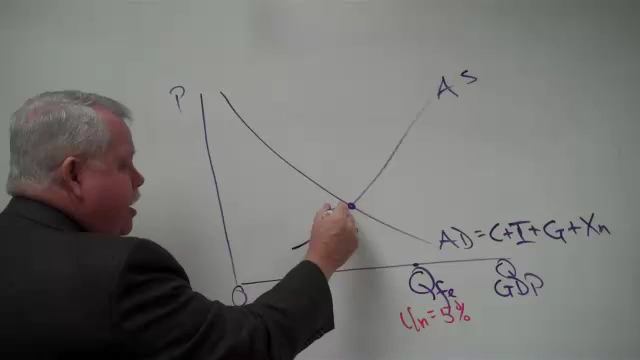 P
AS
AD = C+I+G+Xn
O
Qfe
Q
GDP
Un=5%